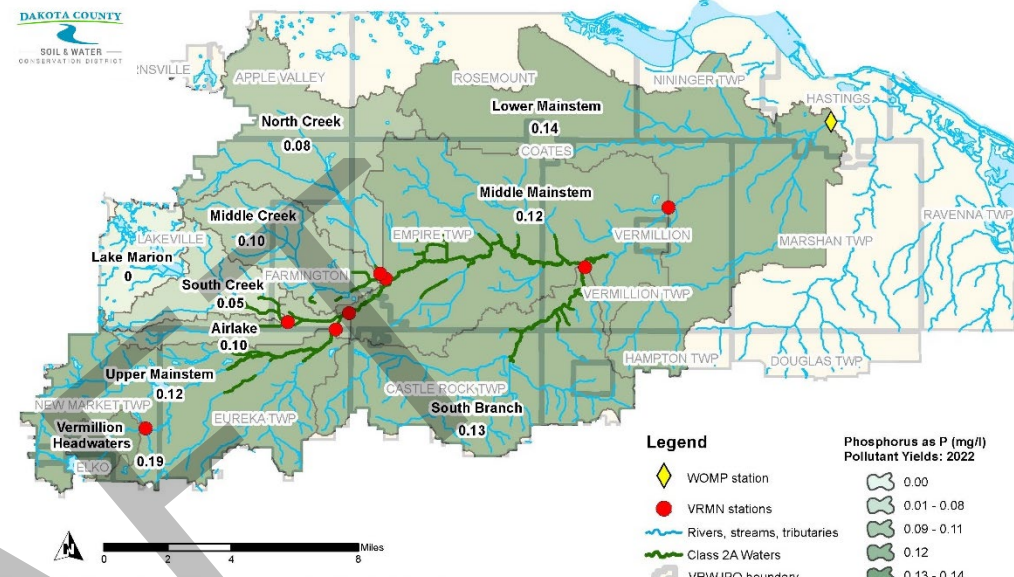 DAKOTA COUNTY
SOIL & WATER
CONSERVATION DISTRICT
RNSVILLE
APPLE VALLEY
ROSEMOUNT
NININGER TWP
HASTINGS
Lower Mainstem
0.14
North Creek
0.08
COATES
Middle Mainstem
0.12
Middle Creek
0.10
RAVENNA TWP
LAKEVILLE
EMPIRE TWP
VERMILLION
MARSHAN TWP
Lake Marion
0
FARMINGTON
South Creek
0.05
VERMILLION TWP
Airlake
0.10
HAMPTON TWP
DOUGLAS TWP
Upper Mainstem
0.12
CASTLE ROCK TWP
NEW MARKET TWP
EUREKA TWP
South Branch
0.13
Vermillion
Headwaters
0.19
ELKO
Legend
WOMP station
VRMN stations
Rivers, streams, tributaries
Class 2A Waters
VRWJPO boundary
Phosphorus as P (mg/l)
Pollutant Yields: 2022
0.00
0.01 - 0.08
0.09 - 0.11
0.12
0.13 - 0.14
N
Miles
0 2 4 8